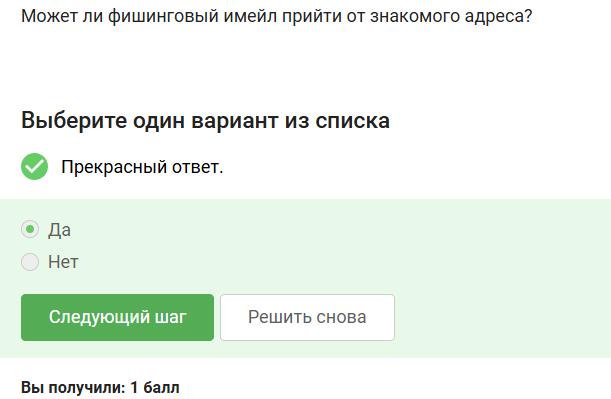 Может ли фишинговый имейл прийти от знакомого адреса?
Выберите один вариант из списка
Прекрасный ответ.
Да
Нет
Следующий шаг
Решить снова
Вы получили: 1 балл